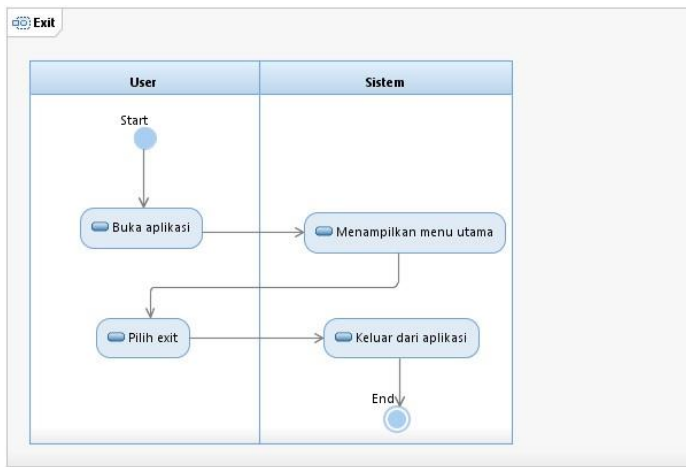 Exit
User
Sistem
Start
Buka aplikasi
Menampilkan menu utama
Pilih exit
Keluar dari aplikasi
End